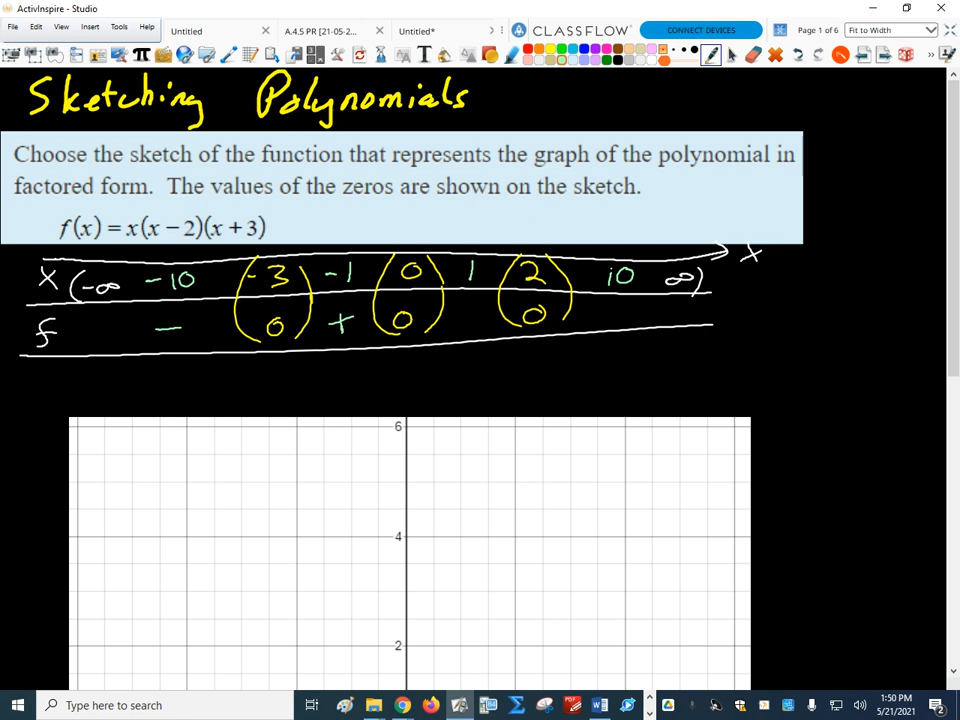 ActivInspire - Studio
File Edit View Insert Tools Help
Untitled
A.4.5 PR [21-05-2...
Untitled*
CLASSFLOW
CONNECT DEVICES
Page 1 of 6
Fit to Width
Sketching Polynomials
Choose the sketch of the function that represents the graph of the polynomial in
factored form. The values of the zeros are shown on the sketch.
f(x) = x(x − 2)(x + 3)
x
X (-∞ -10 (-3) -1 (0) 1 (2) 10 ∞)
f - 0 + 0 0
6
4
2
Type here to search
1:50 PM
5/21/2021
2